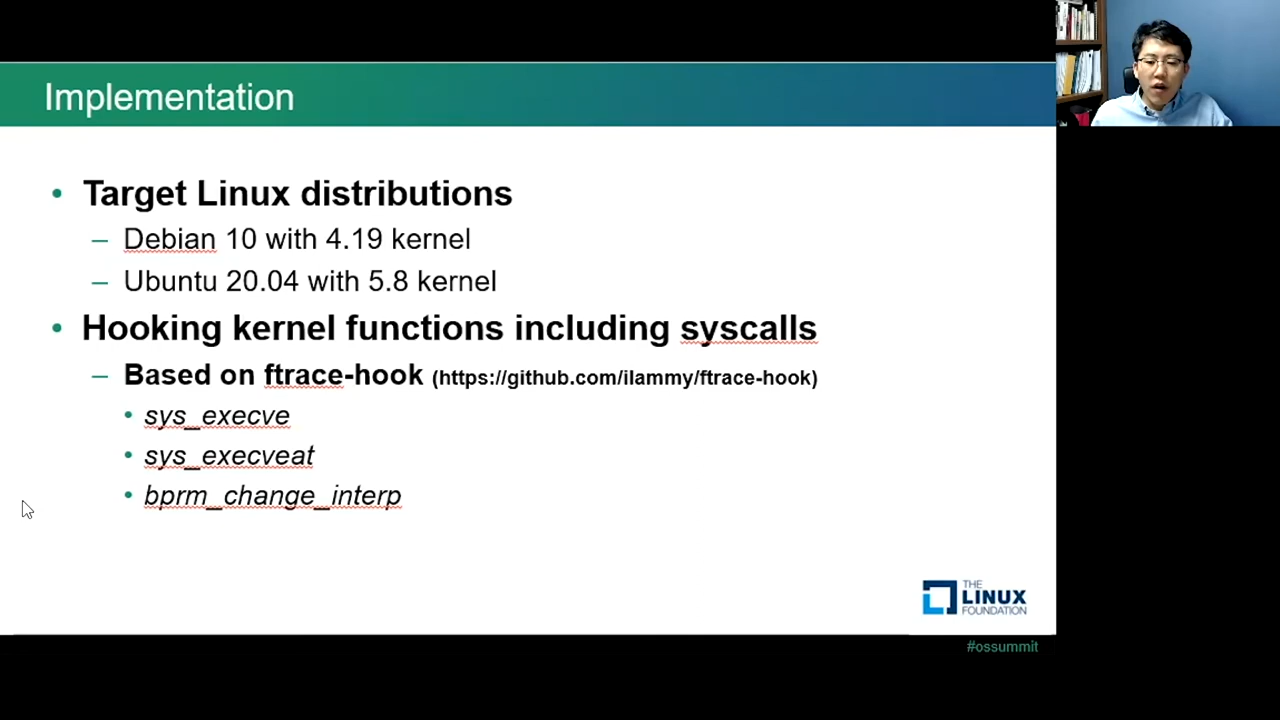 Implementation
• Target Linux distributions
– Debian 10 with 4.19 kernel
– Ubuntu 20.04 with 5.8 kernel
• Hooking kernel functions including syscalls
– Based on ftrace-hook (https://github.com/ilammy/ftrace-hook)
• sys_execve
• sys_execveat
• bprm_change_interp
THE
LINUX
FOUNDATION
#ossummit